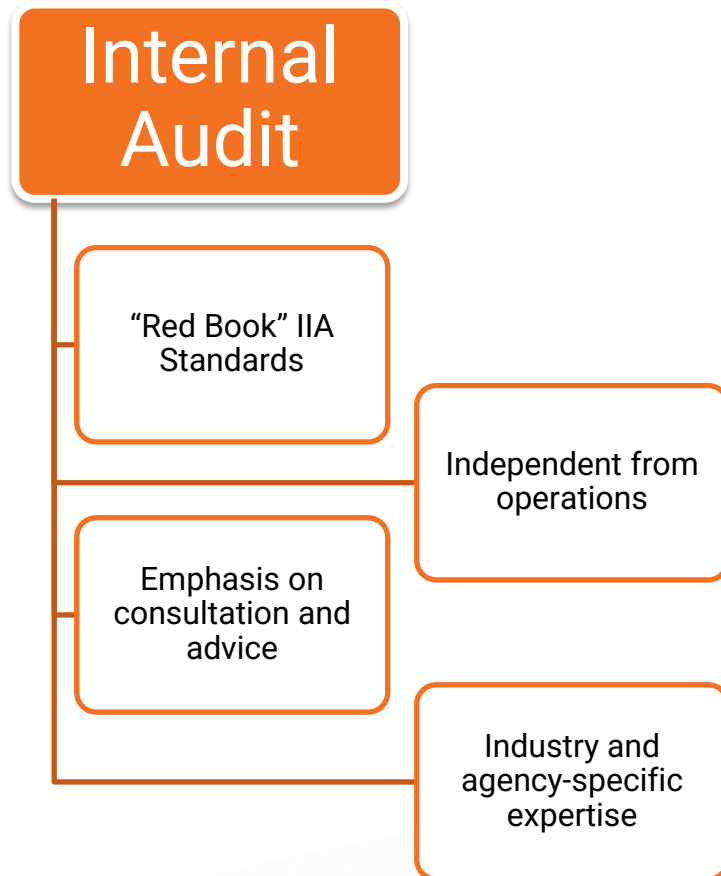 Internal
Audit
“Red Book” IIA
Standards
Independent from
operations
Emphasis on
consultation and
advice
Industry and
agency-specific
expertise